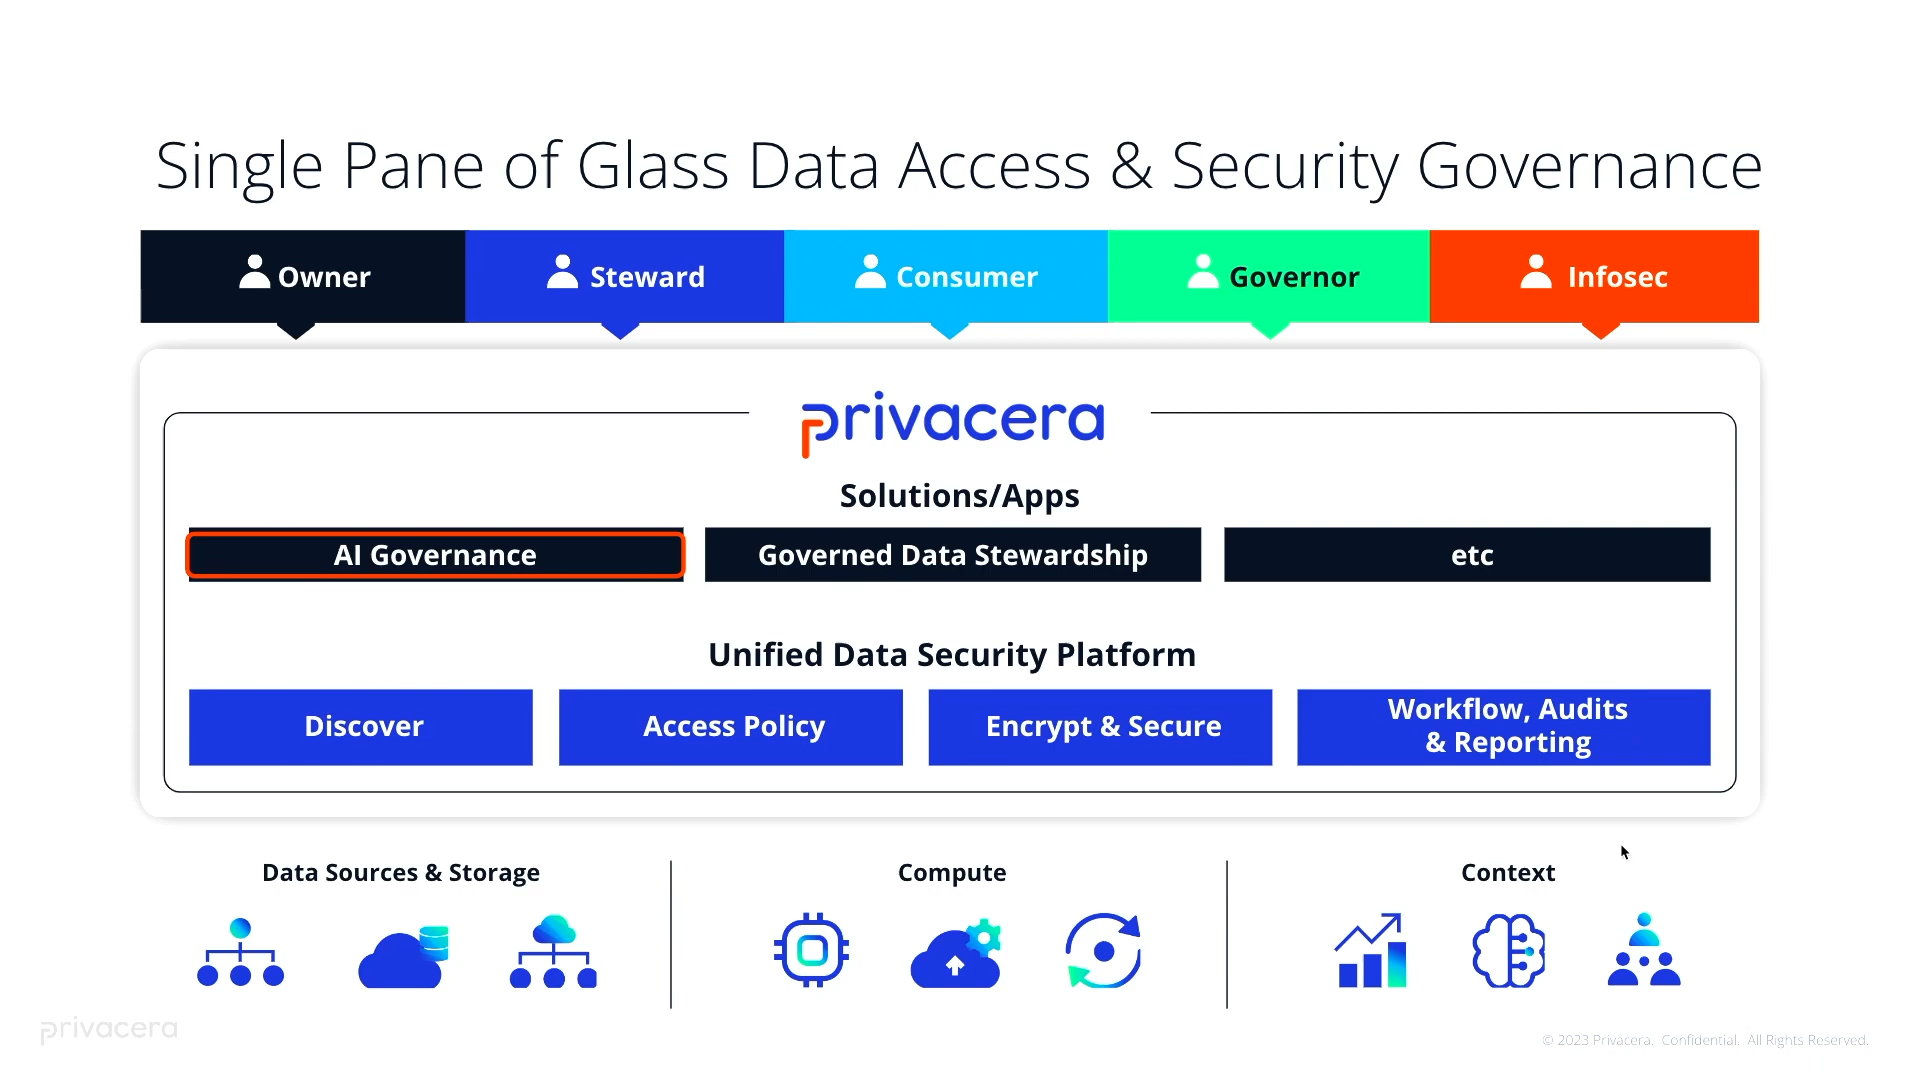 Single Pane of Glass Data Access & Security Governance
Owner
Steward
Consumer
Governor
Infosec
privacera
Solutions/Apps
AI Governance
Governed Data Stewardship
etc
Unified Data Security Platform
Discover
Access Policy
Encrypt & Secure
Workflow, Audits
& Reporting
Data Sources & Storage
Compute
Context
privacera
© 2023 Privacera. Confidential. All Rights Reserved.